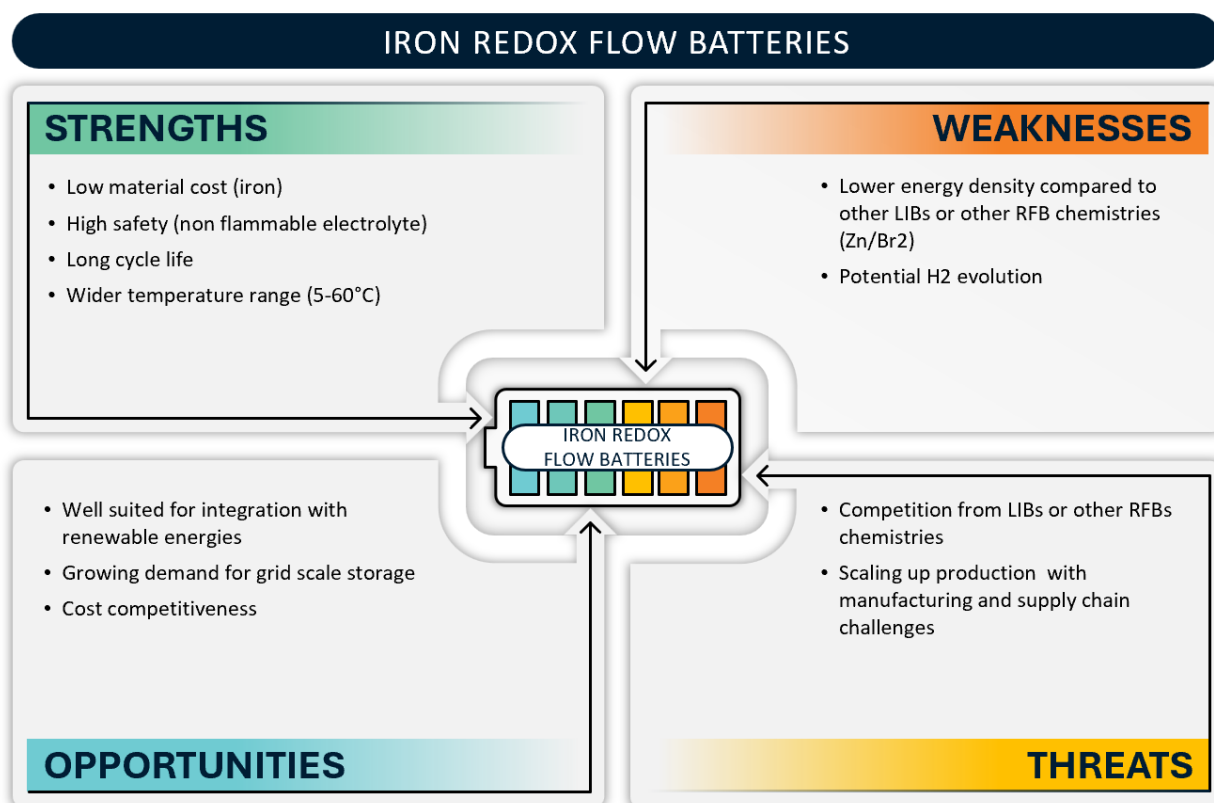 IRON REDOX FLOW BATTERIES
STRENGTHS
• Low material cost (iron)
• High safety (non flammable electrolyte)
• Long cycle life
• Wider temperature range (5-60°C)
WEAKNESSES
• Lower energy density compared to
other LIBs or other RFB chemistries
(Zn/Br2)
• Potential H2 evolution
IRON REDOX
FLOW BATTERIES
• Well suited for integration with
renewable energies
• Growing demand for grid scale storage
• Cost competitiveness
OPPORTUNITIES
• Competition from LIBs or other RFBs
chemistries
• Scaling up production  with
manufacturing and supply chain
challenges
THREATS